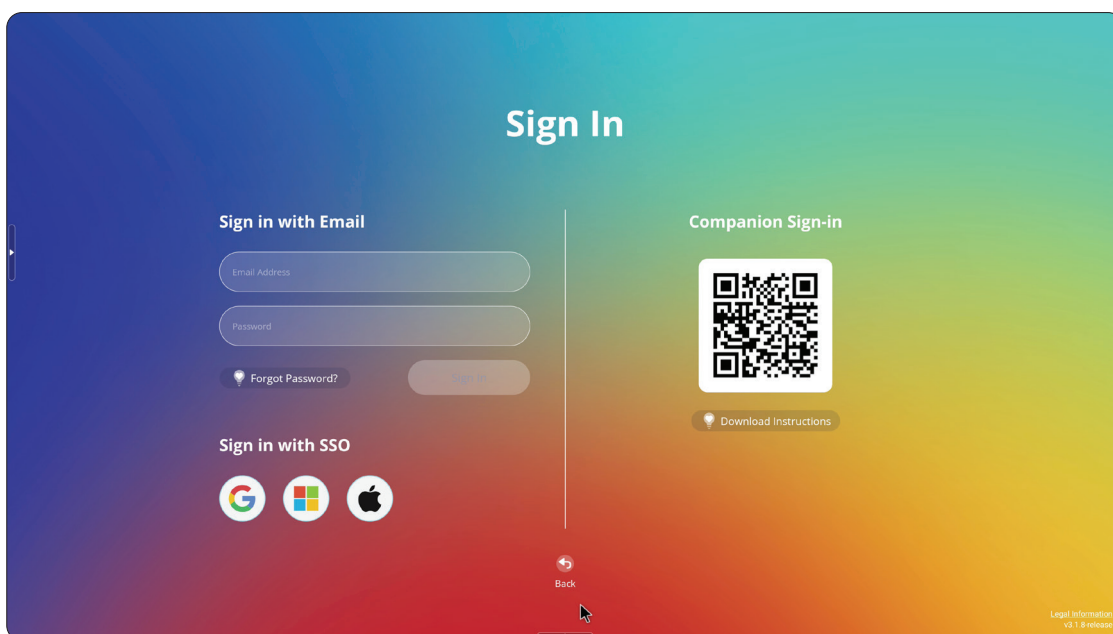 Sign In
Sign in with Email
Email Address
Password
Forgot Password?
Sign In
Sign in with SSO
Companion Sign-in
Download Instructions
Back
Legal Information
v3.1.8-release